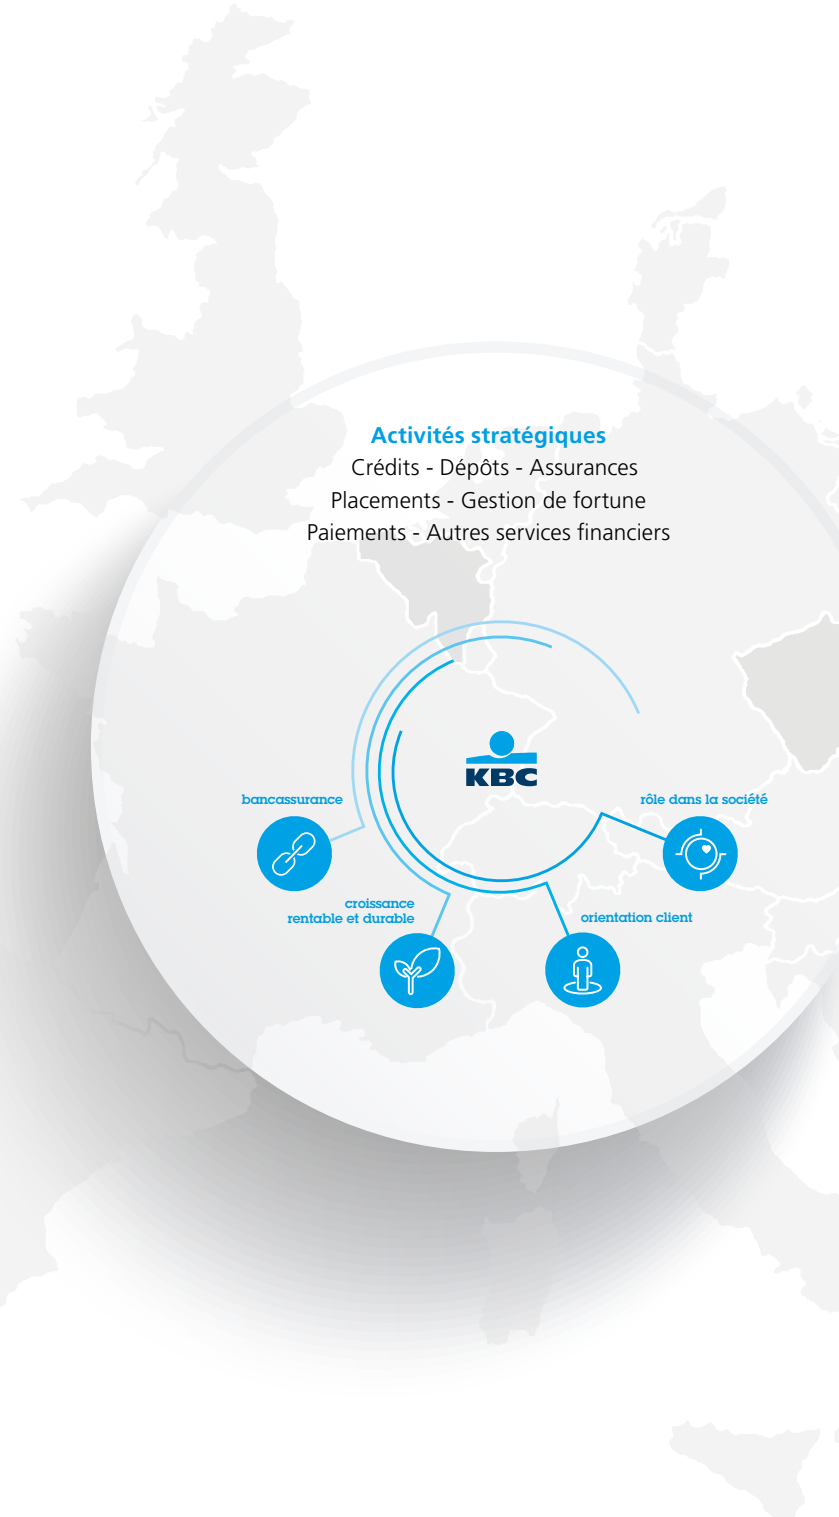 Activités stratégiques
Crédits - Dépôts - Assurances
Placements - Gestion de fortune
Paiements - Autres services financiers
KBC
bancassurance
rôle dans la société
croissance
rentable et durable
orientation client